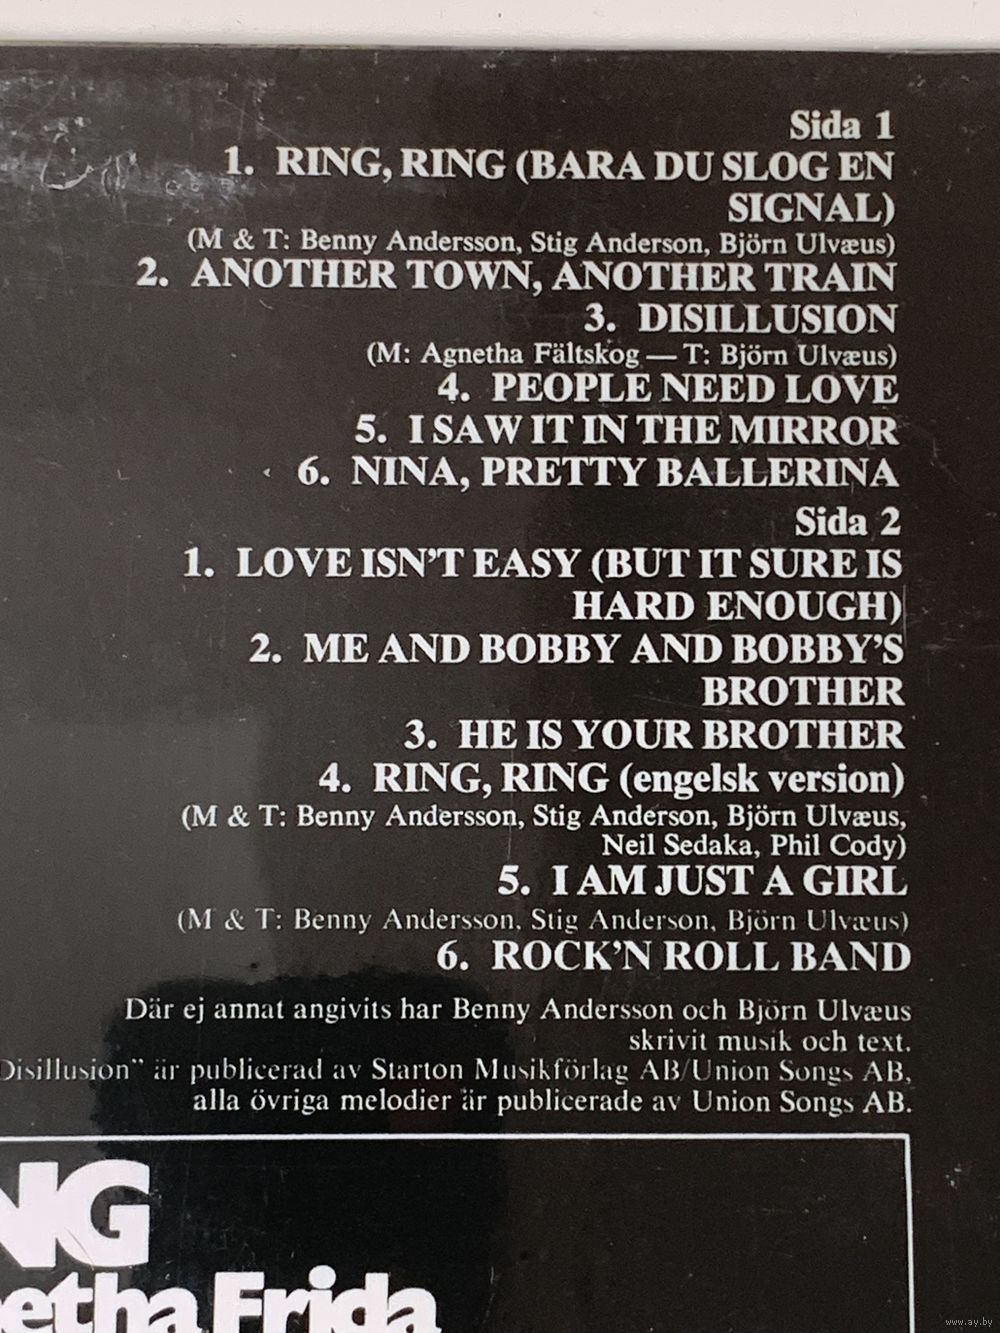 Sida 1
1. RING, RING (BARA DU SLOG EN
SIGNAL)
(M & T: Benny Andersson, Stig Anderson, Björn Ulvæus)
2. ANOTHER TOWN, ANOTHER TRAIN
3. DISILLUSION
(M: Agnetha Fältskog — T: Björn Ulvæus)
4. PEOPLE NEED LOVE
5. I SAW IT IN THE MIRROR
6. NINA, PRETTY BALLERINA
Sida 2
1. LOVE ISN'T EASY (BUT IT SURE IS
HARD ENOUGH)
2. ME AND BOBBY AND BOBBY'S
BROTHER
3. HE IS YOUR BROTHER
4. RING, RING (engelsk version)
(M & T: Benny Andersson, Stig Anderson, Björn Ulvæus,
Neil Sedaka, Phil Cody)
5. I AM JUST A GIRL
(M & T: Benny Andersson, Stig Anderson, Björn Ulvæus)
6. ROCK'N ROLL BAND
Där ej annat angivits har Benny Andersson och Björn Ulvæus
skrivit musik och text.
Disillusion" är publicerad av Starton Musikförlag AB/Union Songs AB,
alla övriga melodier är publicerade av Union Songs AB.
NG
etha Frida
www.ay.by